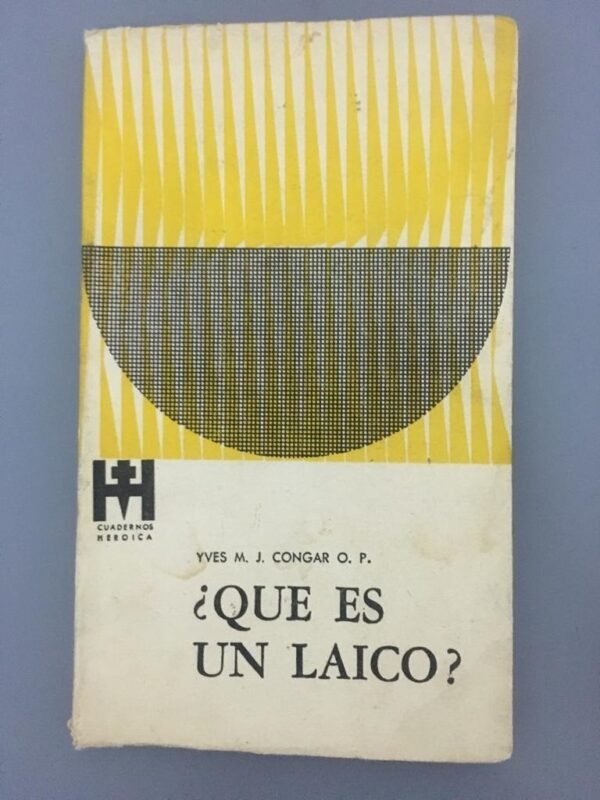 CUADERNOS
HEROICA
YVES M. J. CONGAR O. P.
¿QUE ES
UN LAICO?